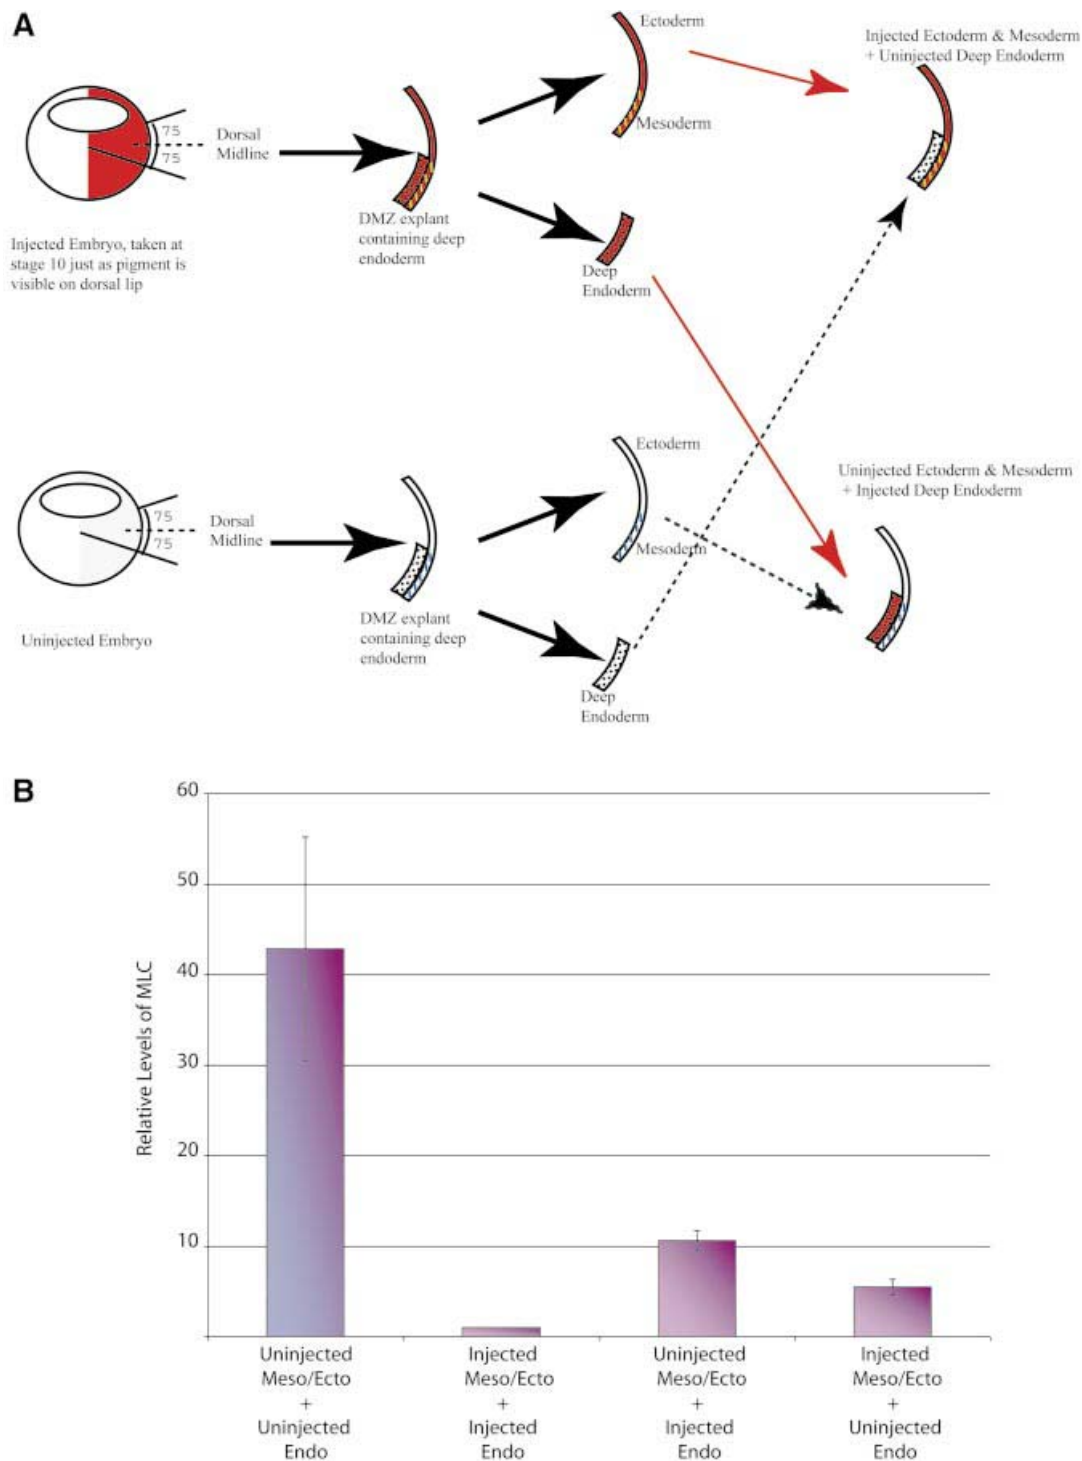 A
Ectoderm
Mesoderm
Injected Ectoderm & Mesoderm
+ Uninjected Deep Endoderm
75
75
Dorsal
Midline
DMZ explant
containing deep
endoderm
Deep
Endoderm
Injected Embryo, taken at
stage 10 just as pigment is
visible on dorsal lip
Ectoderm
Mesoderm
Uninjected Ectoderm & Mesoderm
+ Injected Deep Endoderm
75
75
Dorsal
Midline
DMZ explant
containing deep
endoderm
Uninjected Embryo
Deep
Endoderm
B
Relative Levels of MLC
60
50
40
30
20
10
Uninjected
Meso/Ecto
+
Uninjected
Endo
Injected
Meso/Ecto
+
Injected
Endo
Uninjected
Meso/Ecto
+
Injected
Endo
Injected
Meso/Ecto
+
Uninjected
Endo